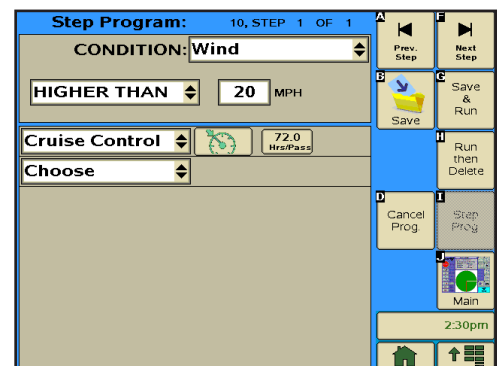 Step Program: 10, STEP 1 OF 1
CONDITION: Wind
HIGHER THAN 20 MPH
Cruise Control 72.0 Hrs/Pass
Choose
A
Prev. Step
F
Next Step
B
Save
G
Save & Run
H
Run then Delete
D
Cancel Prog.
I
Step Prog
J
Main
2:30pm